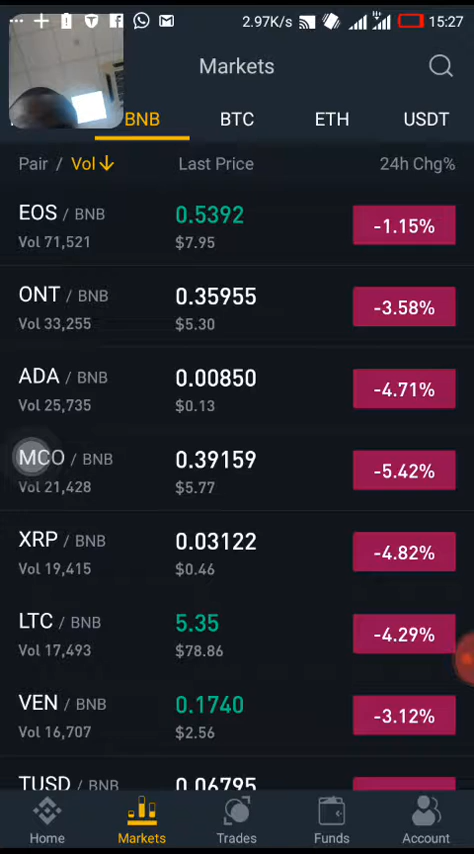 2.97K/s 15:27
Markets
BNB BTC ETH USDT
Pair / Vol↓ Last Price 24h Chg%
EOS / BNB 0.5392 -1.15%
Vol 71,521 $7.95
ONT / BNB 0.35955 -3.58%
Vol 33,255 $5.30
ADA / BNB 0.00850 -4.71%
Vol 25,735 $0.13
MCO / BNB 0.39159 -5.42%
Vol 21,428 $5.77
XRP / BNB 0.03122 -4.82%
Vol 19,415 $0.46
LTC / BNB 5.35 -4.29%
Vol 17,493 $78.86
VEN / BNB 0.1740 -3.12%
Vol 16,707 $2.56
TUSD / BNB 0.06795
Home Markets Trades Funds Account